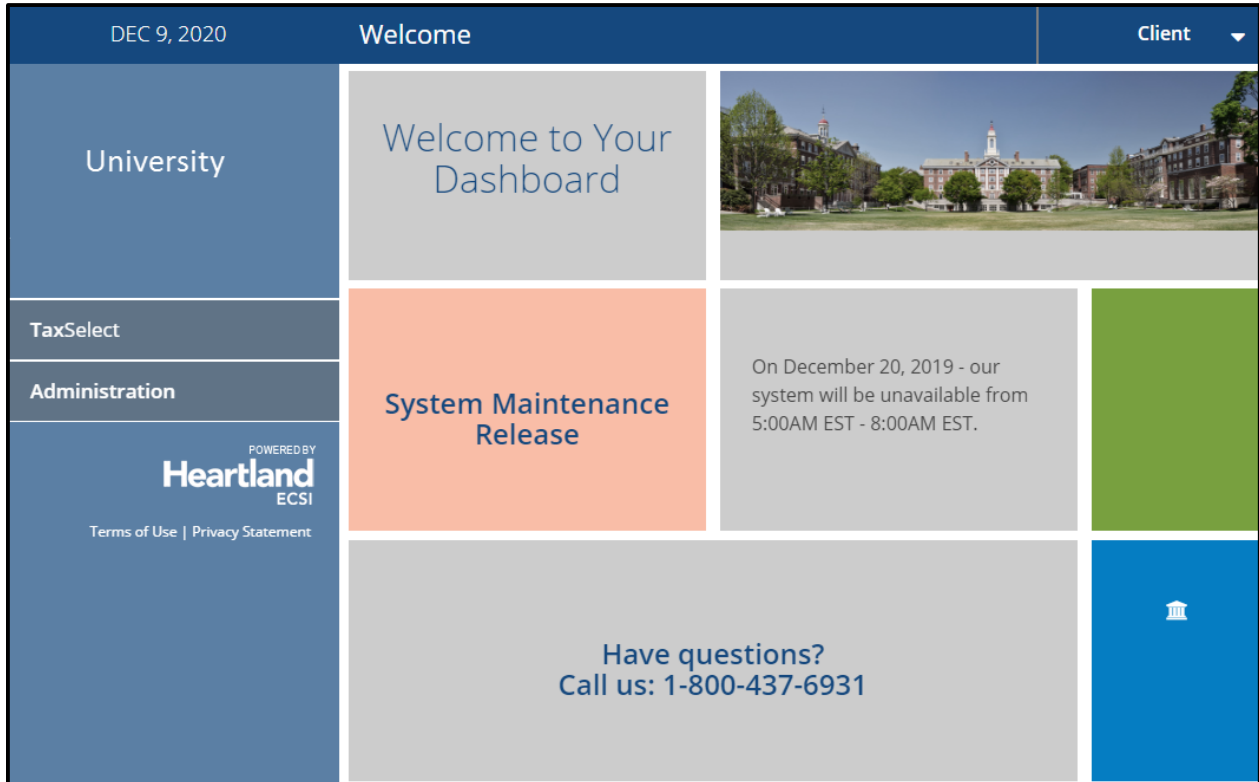 DEC 9, 2020
Welcome
Client
University
TaxSelect
Administration
POWERED BY
Heartland
ECSI
Terms of Use | Privacy Statement
Welcome to Your
Dashboard
System Maintenance
Release
On December 20, 2019 - our
system will be unavailable from
5:00AM EST - 8:00AM EST.
Have questions?
Call us: 1-800-437-6931